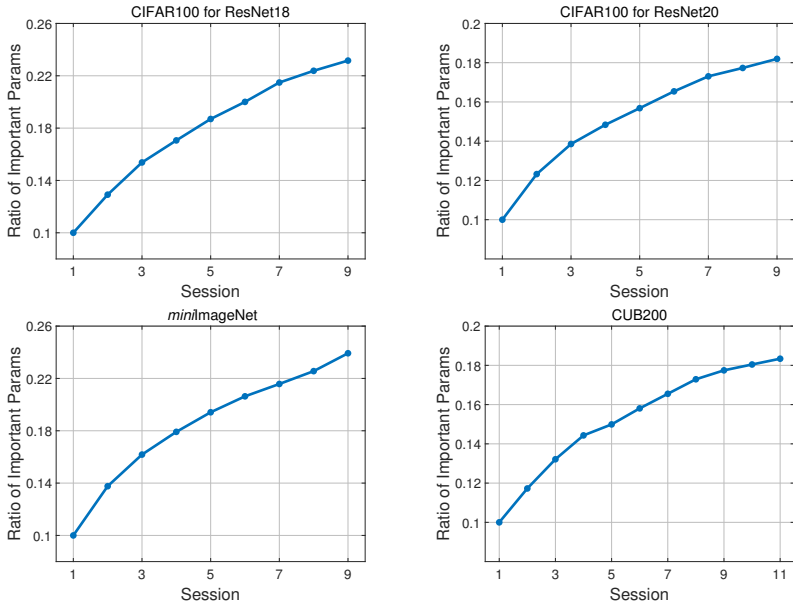 CIFAR100 for ResNet18
0.26
0.22
0.18
0.14
0.1
Ratio of Important Params
1 3 5 7 9
Session
CIFAR100 for ResNet20
0.2
0.18
0.16
0.14
0.12
0.1
Ratio of Important Params
1 3 5 7 9
Session
miniImageNet
0.26
0.22
0.18
0.14
0.1
Ratio of Important Params
1 3 5 7 9
Session
CUB200
0.2
0.18
0.16
0.14
0.12
0.1
Ratio of Important Params
1 3 5 7 9 11
Session